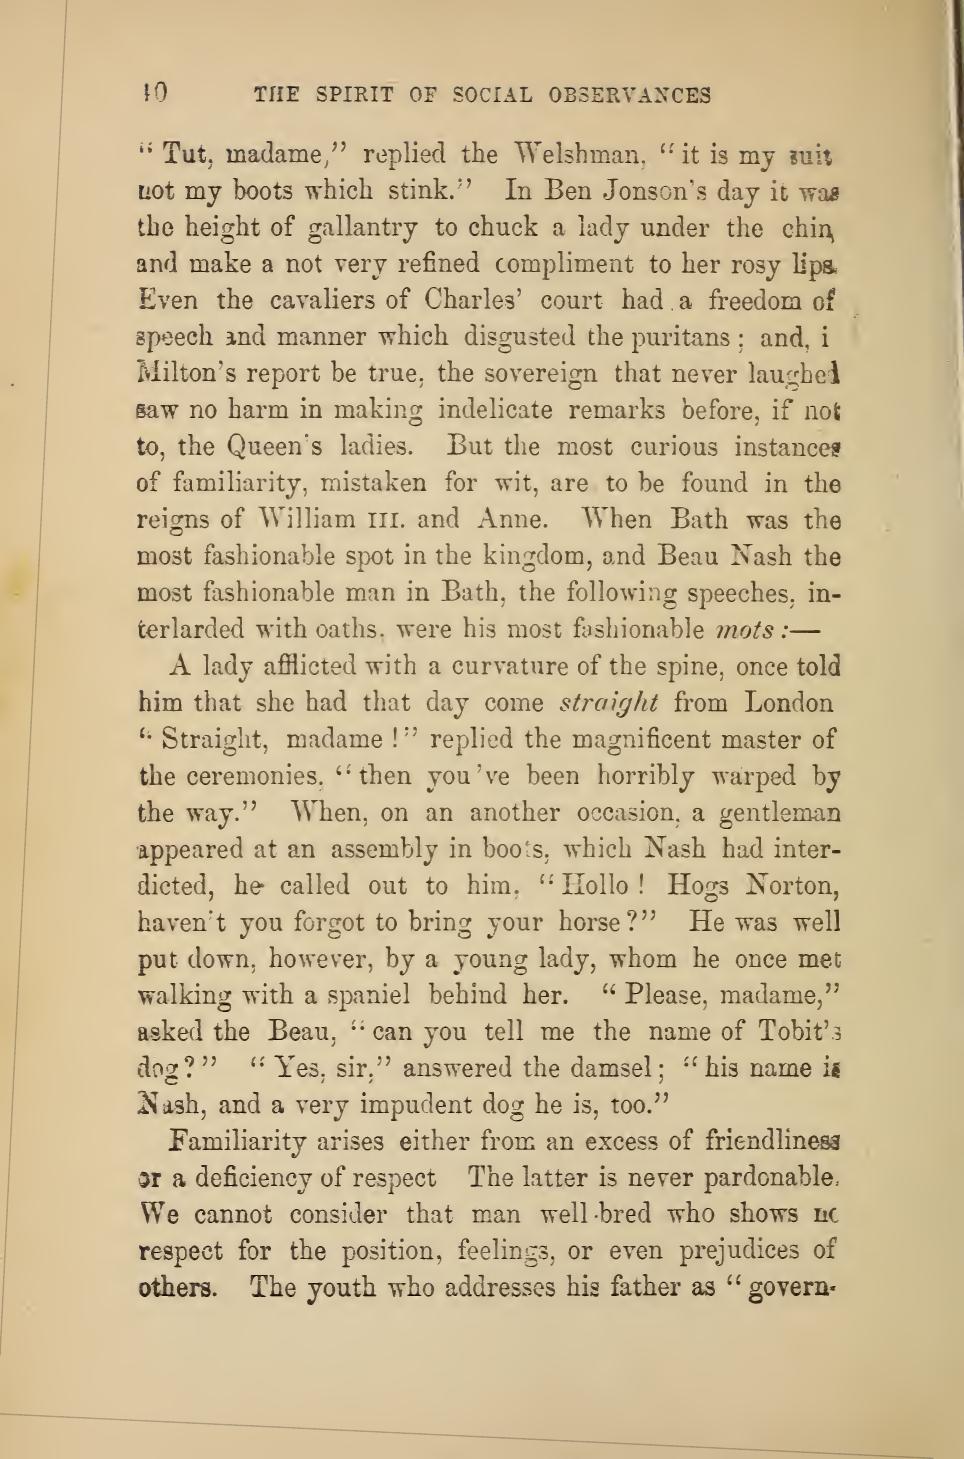 10 THE SPIRIT OF SOCIAL OBSERVANCES
“ Tut, madame,” replied the Welshman, “ it is my suit
not my boots which stink.” In Ben Jonson's day it was
the height of gallantry to chuck a lady under the chin,
and make a not very refined compliment to her rosy lips.
Even the cavaliers of Charles’ court had a freedom of
speech and manner which disgusted the puritans ; and, i
Milton's report be true, the sovereign that never laughed
saw no harm in making indelicate remarks before, if not
to, the Queen's ladies. But the most curious instances
of familiarity, mistaken for wit, are to be found in the
reigns of William III. and Anne. When Bath was the
most fashionable spot in the kingdom, and Beau Nash the
most fashionable man in Bath, the following speeches, in-
terlarded with oaths, were his most fashionable mots :—
A lady afflicted with a curvature of the spine, once told
him that she had that day come straight from London
“ Straight, madame !” replied the magnificent master of
the ceremonies, “ then you 've been horribly warped by
the way.” When, on an another occasion, a gentleman
appeared at an assembly in boots, which Nash had inter-
dicted, he called out to him, “ Hollo ! Hogs Norton,
haven't you forgot to bring your horse ?” He was well
put down, however, by a young lady, whom he once met
walking with a spaniel behind her. “ Please, madame,”
asked the Beau, “ can you tell me the name of Tobit's
dog ?” “ Yes, sir,” answered the damsel ; “ his name is
Nash, and a very impudent dog he is, too.”
Familiarity arises either from an excess of friendliness
or a deficiency of respect The latter is never pardonable.
We cannot consider that man well-bred who shows no
respect for the position, feelings, or even prejudices of
others. The youth who addresses his father as “ govern-